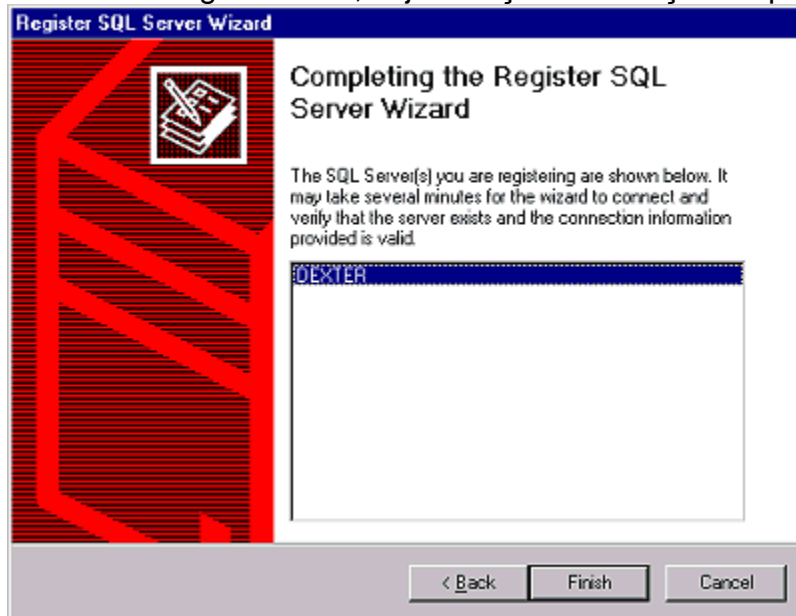 Register SQL Server Wizard
Completing the Register SQL
Server Wizard
The SQL Server(s) you are registering are shown below. It
may take several minutes for the wizard to connect and
verify that the server exists and the connection information
provided is valid.
DEXTER
< Back
Finish
Cancel